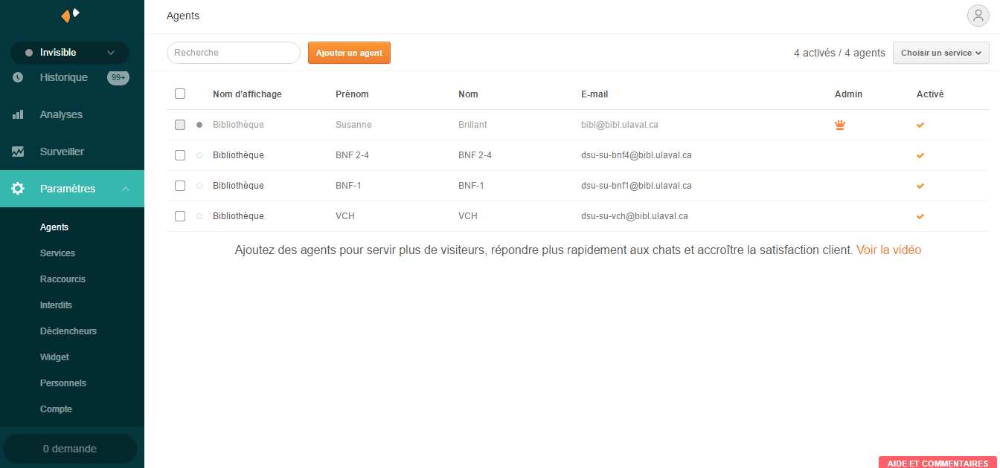 Agents
Invisible
Recherche
Ajouter un agent
4 activés / 4 agents
Choisir un service
Historique 99+
Analyses
Surveiller
Paramètres
Agents
Services
Raccourcis
Interdits
Déclencheurs
Widget
Personnels
Compte
0 demande
Nom d'affichage Prénom Nom E-mail Admin Activé
Bibliothèque Susanne Brillant bibl@bibl.ulaval.ca
Bibliothèque BNF 2-4 BNF 2-4 dsu-su-bnf4@bibl.ulaval.ca
Bibliothèque BNF-1 BNF-1 dsu-su-bnf1@bibl.ulaval.ca
Bibliothèque VCH VCH dsu-su-vch@bibl.ulaval.ca
Ajoutez des agents pour servir plus de visiteurs, répondre plus rapidement aux chats et accroître la satisfaction client. Voir la vidéo
AIDE ET COMMENTAIRES